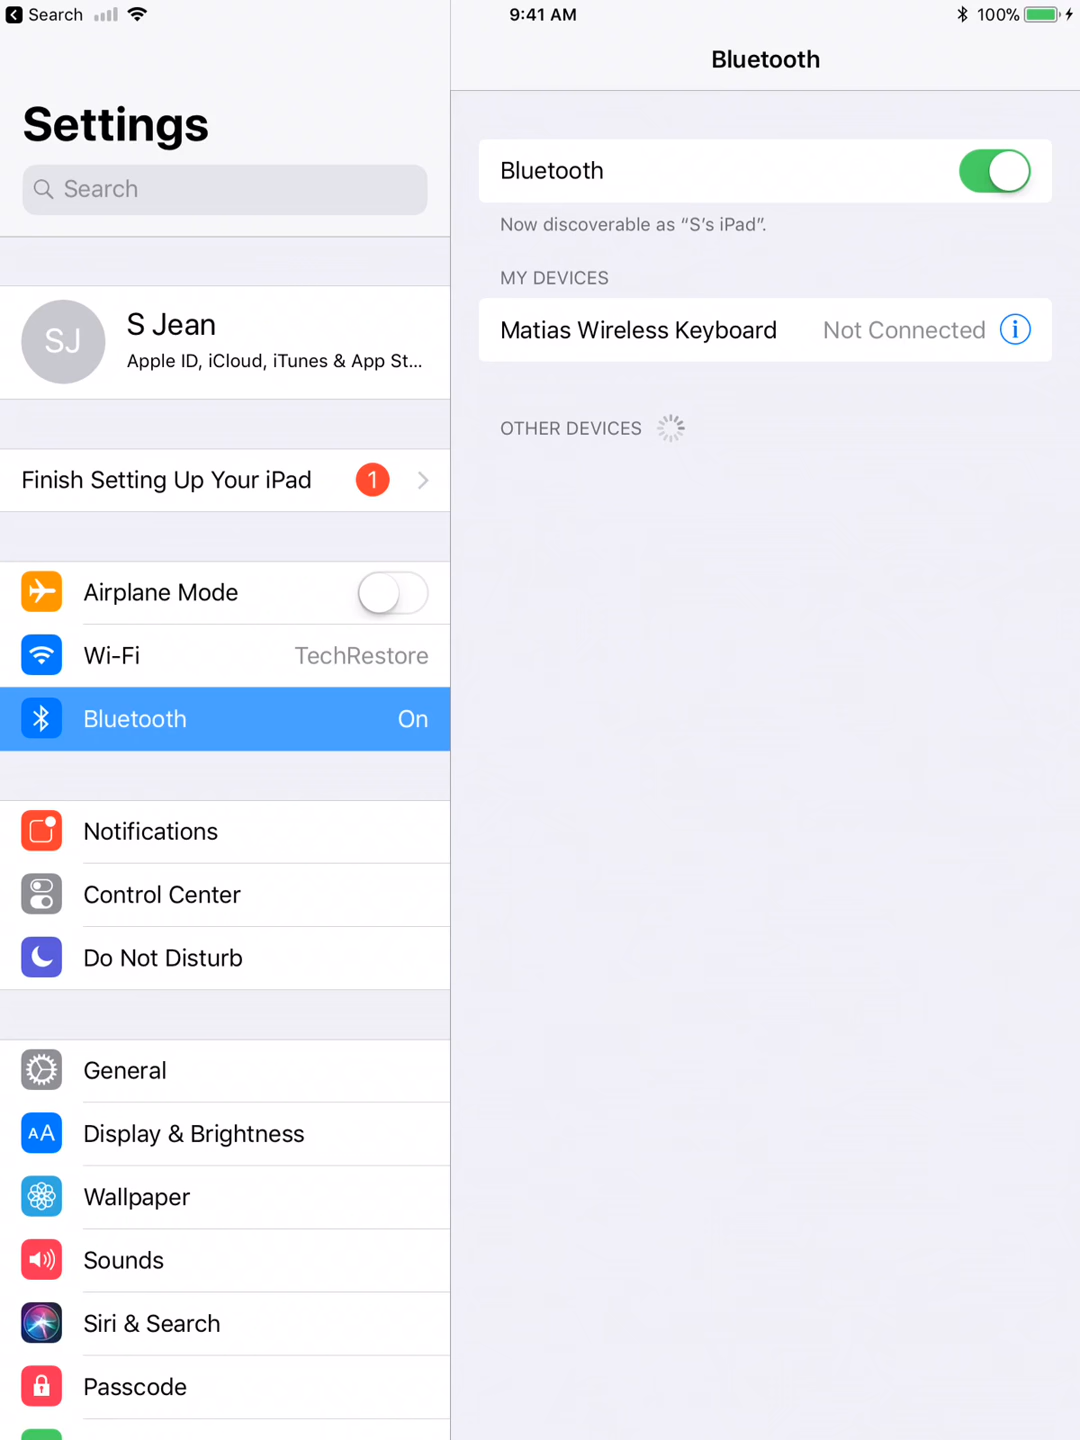 Search
9:41 AM
100%
Settings
Search
SJ
S Jean
Apple ID, iCloud, iTunes & App St...
Finish Setting Up Your iPad 1
Airplane Mode
Wi-Fi TechRestore
Bluetooth On
Notifications
Control Center
Do Not Disturb
General
AA Display & Brightness
Wallpaper
Sounds
Siri & Search
Passcode
Bluetooth
Bluetooth
Now discoverable as “S’s iPad”.
MY DEVICES
Matias Wireless Keyboard Not Connected i
OTHER DEVICES